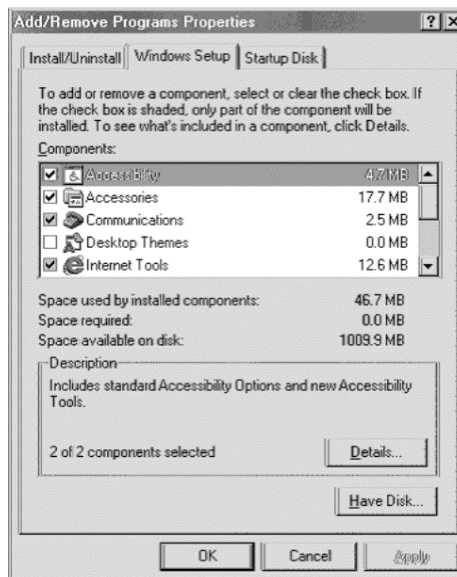 Add/Remove Programs Properties
Install/Uninstall Windows Setup Startup Disk
To add or remove a component, select or clear the check box. If
the check box is shaded, only part of the component will be
installed. To see what's included in a component, click Details.
Components:
Accessibility 4.7 MB
Accessories 17.7 MB
Communications 2.5 MB
Desktop Themes 0.0 MB
Internet Tools 12.6 MB
Space used by installed components: 46.7 MB
Space required: 0.0 MB
Space available on disk: 1009.9 MB
Description
Includes standard Accessibility Options and new Accessibility
Tools.
2 of 2 components selected Details...
Have Disk...
OK Cancel Apply